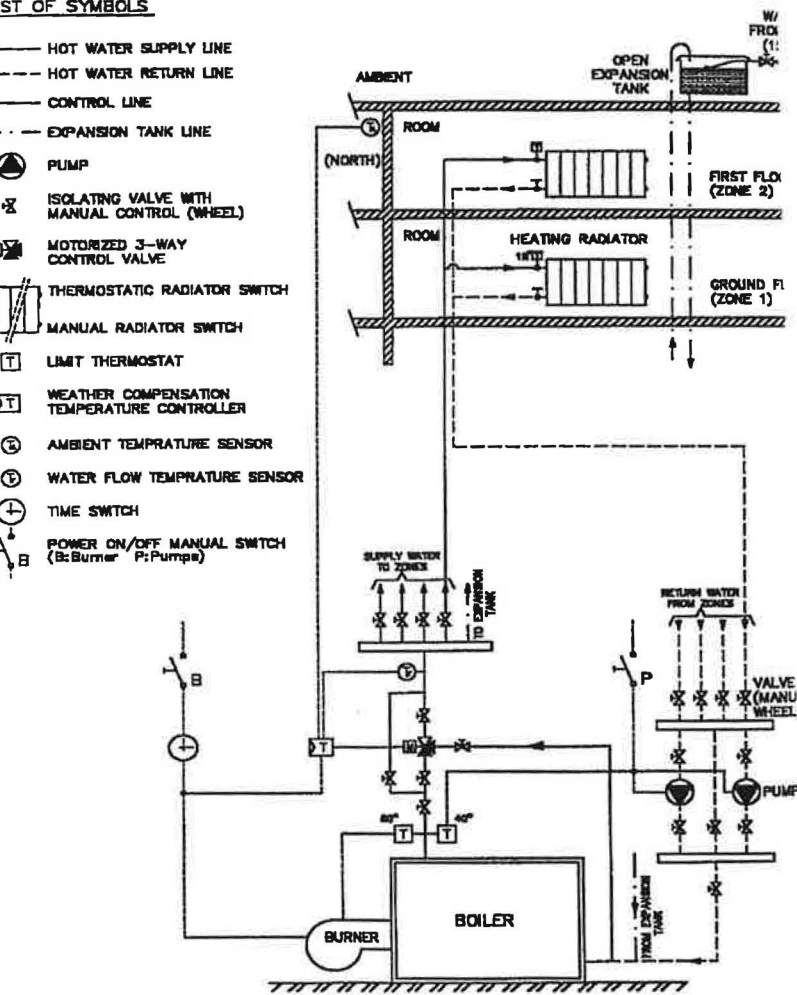 ST OF SYMBOLS
HOT WATER SUPPLY LINE
HOT WATER RETURN LINE
CONTROL LINE
EXPANSION TANK LINE
PUMP
ISOLATING VALVE WITH
MANUAL CONTROL (WHEEL)
MOTORIZED 3-WAY
CONTROL VALVE
THERMOSTATIC RADIATOR SWITCH
MANUAL RADIATOR SWITCH
T
LIMIT THERMOSTAT
T
WEATHER COMPENSATION
TEMPERATURE CONTROLLER
AMBIENT TEMPRATURE SENSOR
WATER FLOW TEMPRATURE SENSOR
TIME SWITCH
B
POWER ON/OFF MANUAL SWITCH
(B:Burner P:Pumps)
W
FRO
(1:
OPEN
EXPANSION
TANK
AMBIENT
ROOM
(NORTH)
FIRST FLO
(ZONE 2)
ROOM
HEATING RADIATOR
GROUND F
(ZONE 1)
SUPPLY WATER
TO ZONES
TO EXPANSION
TANK
RETURN WATER
FROM ZONES
B
P
VALVE
(MANU
WHEEL
T
M
PUMP
T
40°
T
BURNER
BOILER
FROM EXPANSION
TANK